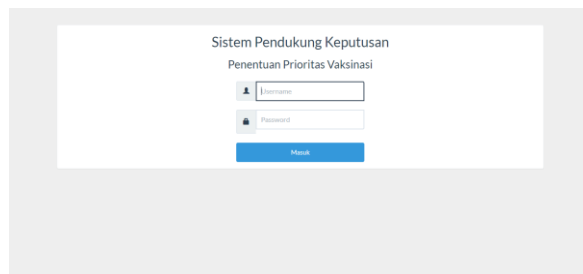 Sistem Pendukung Keputusan
Penentuan Prioritas Vaksinasi
Username
Password
Masuk